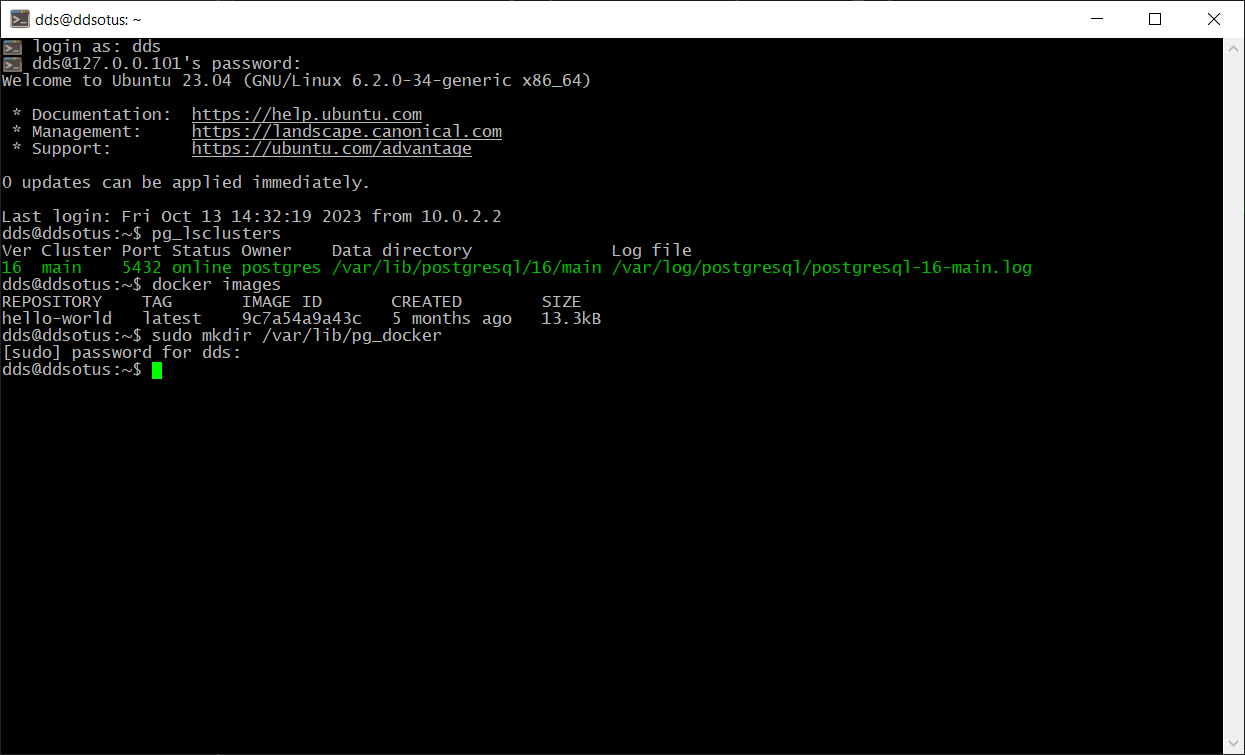 dds@ddsotus: ~
login as: dds
dds@127.0.0.101's password:
Welcome to Ubuntu 23.04 (GNU/Linux 6.2.0-34-generic x86_64)
* Documentation:  https://help.ubuntu.com
* Management:     https://landscape.canonical.com
* Support:        https://ubuntu.com/advantage
0 updates can be applied immediately.
Last login: Fri Oct 13 14:32:19 2023 from 10.0.2.2
dds@ddsotus:~$ pg_lsclusters
Ver Cluster Port Status Owner    Data directory              Log file
16  main    5432 online postgres /var/lib/postgresql/16/main /var/log/postgresql/postgresql-16-main.log
dds@ddsotus:~$ docker images
REPOSITORY    TAG       IMAGE ID       CREATED        SIZE
hello-world   latest    9c7a54a9a43c   5 months ago   13.3kB
dds@ddsotus:~$ sudo mkdir /var/lib/pg_docker
[sudo] password for dds:
dds@ddsotus:~$